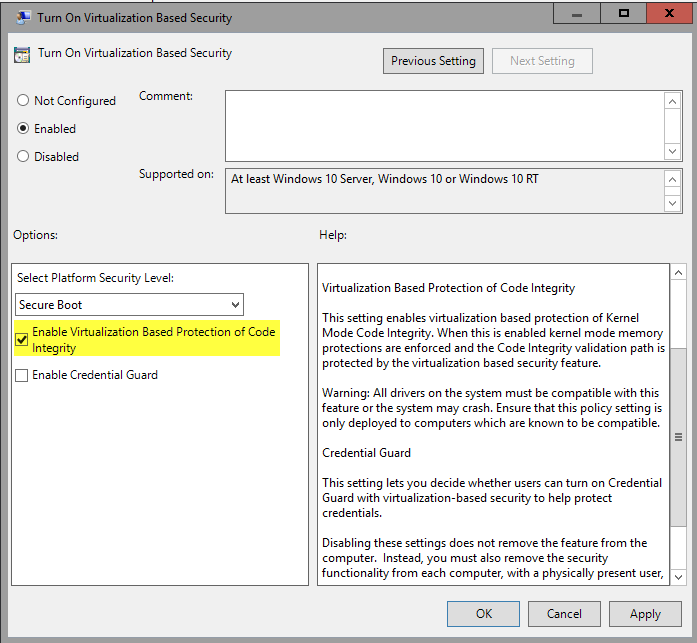 Turn On Virtualization Based Security
Turn On Virtualization Based Security
Previous Setting
Next Setting
Not Configured
Comment:
Enabled
Disabled
Supported on:
At least Windows 10 Server, Windows 10 or Windows 10 RT
Options:
Help:
Select Platform Security Level:
Secure Boot
Enable Virtualization Based Protection of Code
Integrity
Enable Credential Guard
Virtualization Based Protection of Code Integrity
This setting enables virtualization based protection of Kernel
Mode Code Integrity. When this is enabled kernel mode memory
protections are enforced and the Code Integrity validation path is
protected by the virtualization based security feature.
Warning: All drivers on the system must be compatible with this
feature or the system may crash. Ensure that this policy setting is
only deployed to computers which are known to be compatible.
Credential Guard
This setting lets you decide whether users can turn on Credential
Guard with virtualization-based security to help protect
credentials.
Disabling these settings does not remove the feature from the
computer.  Instead, you must also remove the security
functionality from each computer, with a physically present user,
OK
Cancel
Apply